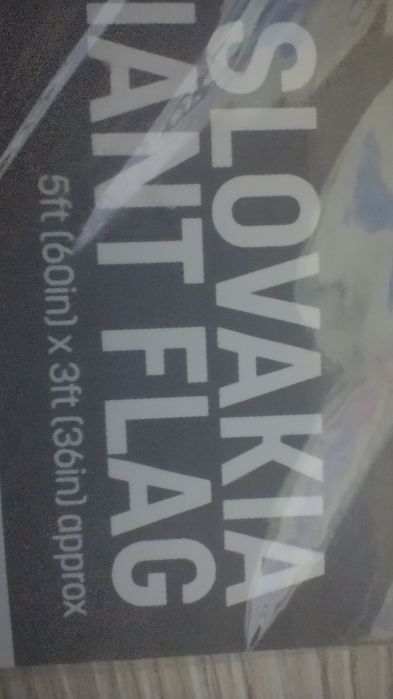 SLOVAKIA
IANT FLAG
5ft (60in) x 3ft (36in) approx